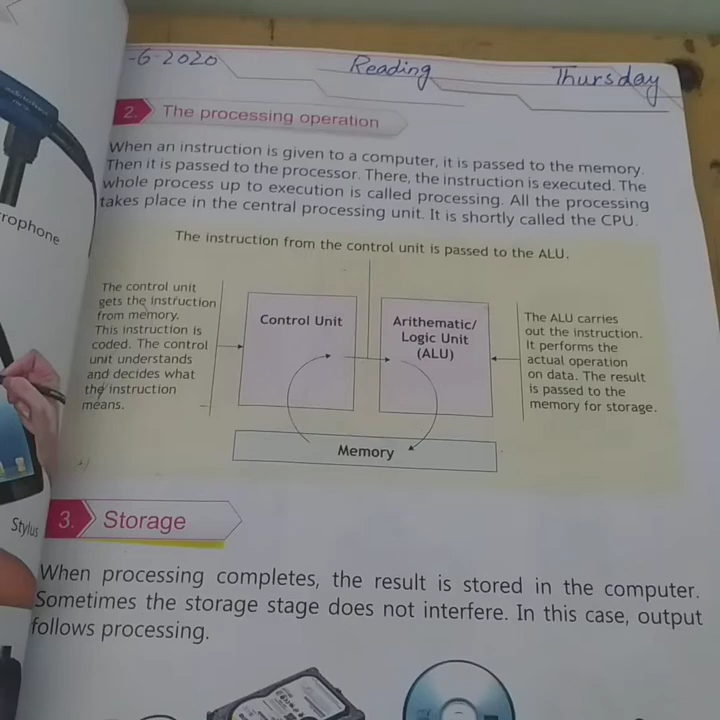 -6-2020 Reading Thursday
2. The processing operation
When an instruction is given to a computer, it is passed to the memory.
Then it is passed to the processor. There, the instruction is executed. The
whole process up to execution is called processing. All the processing
takes place in the central processing unit. It is shortly called the CPU.
The instruction from the control unit is passed to the ALU.
The control unit
gets the instruction
from memory.
This instruction is
coded. The control
unit understands
and decides what
the instruction
means.
Control Unit
Arithematic/
Logic Unit
(ALU)
The ALU carries
out the instruction.
It performs the
actual operation
on data. The result
is passed to the
memory for storage.
Memory
rophone
Stylus
3. Storage
When processing completes, the result is stored in the computer.
Sometimes the storage stage does not interfere. In this case, output
follows processing.